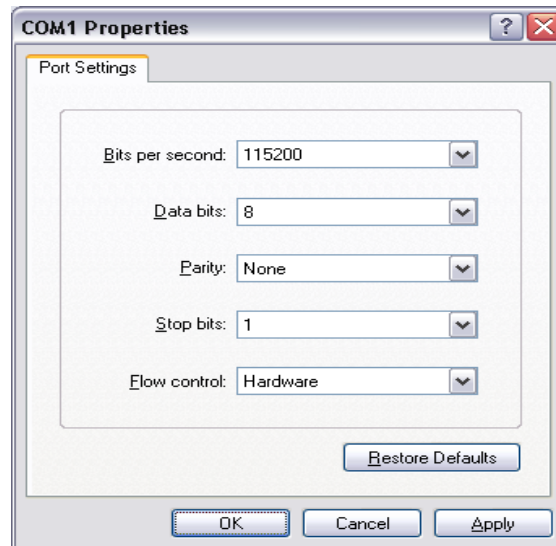 COM1 Properties
Port Settings
Bits per second: 115200
Data bits: 8
Parity: None
Stop bits: 1
Flow control: Hardware
Restore Defaults
OK Cancel Apply